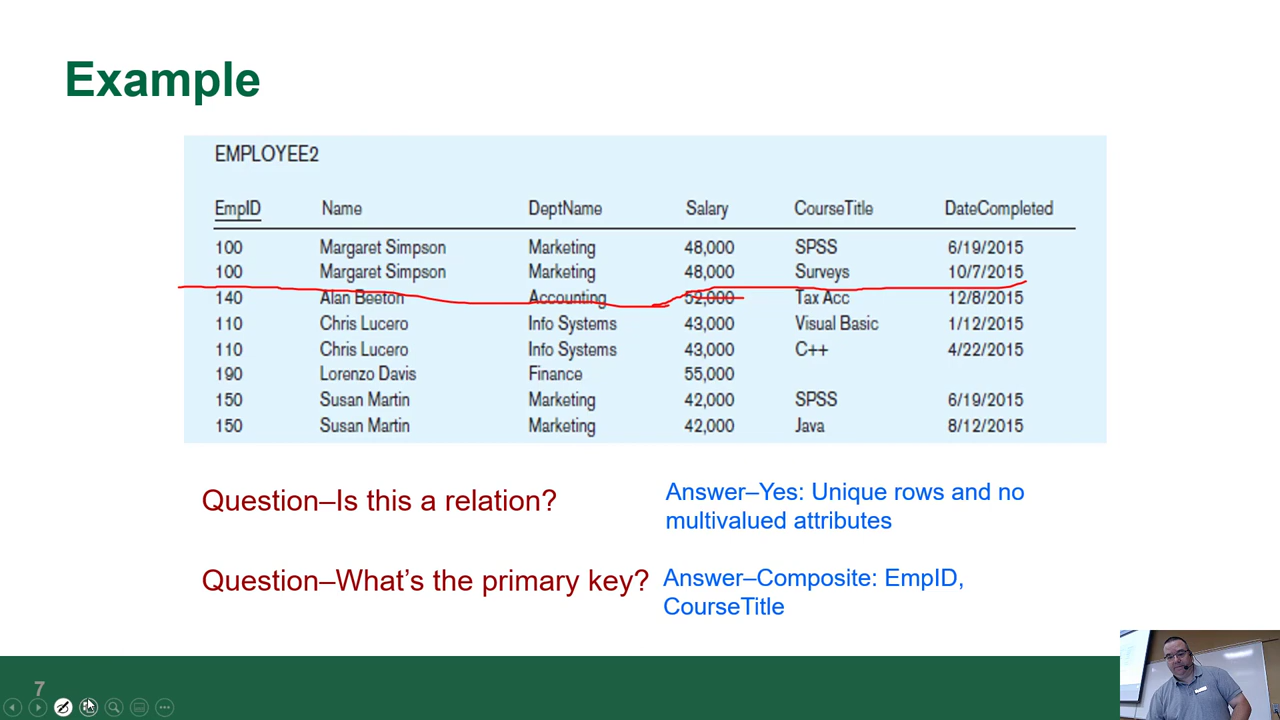 Example
EMPLOYEE2
EmpID Name DeptName Salary CourseTitle DateCompleted
100 Margaret Simpson Marketing 48,000 SPSS 6/19/2015
100 Margaret Simpson Marketing 48,000 Surveys 10/7/2015
140 Alan Beeton Accounting 52,000 Tax Acc 12/8/2015
110 Chris Lucero Info Systems 43,000 Visual Basic 1/12/2015
110 Chris Lucero Info Systems 43,000 C++ 4/22/2015
190 Lorenzo Davis Finance 55,000
150 Susan Martin Marketing 42,000 SPSS 6/19/2015
150 Susan Martin Marketing 42,000 Java 8/12/2015
Question–Is this a relation?
Answer–Yes: Unique rows and no
multivalued attributes
Question–What's the primary key?
Answer–Composite: EmpID,
CourseTitle
7